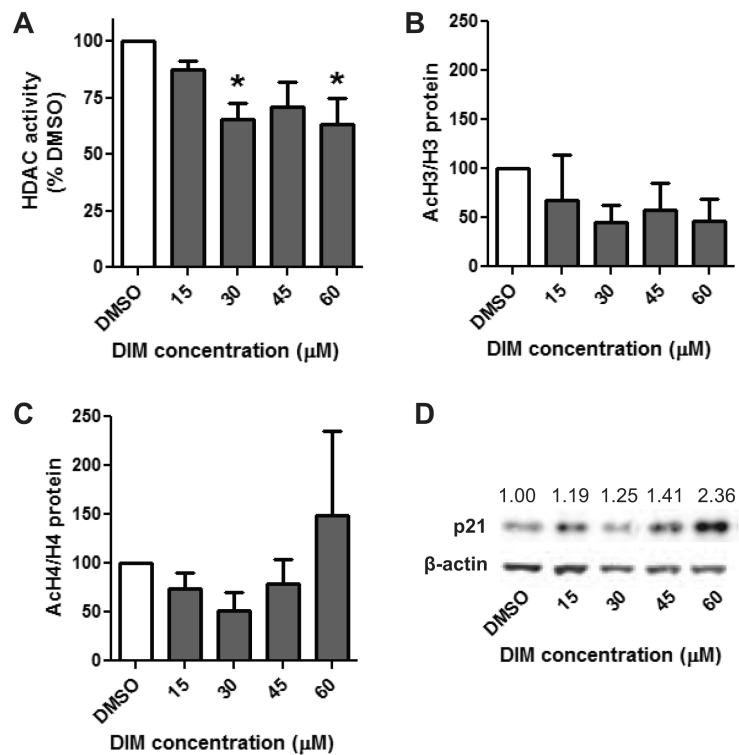 A
HDAC activity
(% DMSO)
100
75
50
25
0
*
*
DMSO
15
30
45
60
DIM concentration (μM)
B
AcH3/H3 protein
250
200
150
100
50
0
DMSO
15
30
45
60
DIM concentration (μM)
C
AcH4/H4 protein
250
200
150
100
50
0
DMSO
15
30
45
60
DIM concentration (μM)
D
1.00 1.19 1.25 1.41 2.36
p21
β-actin
DMSO
15
30
45
60
DIM concentration (μM)